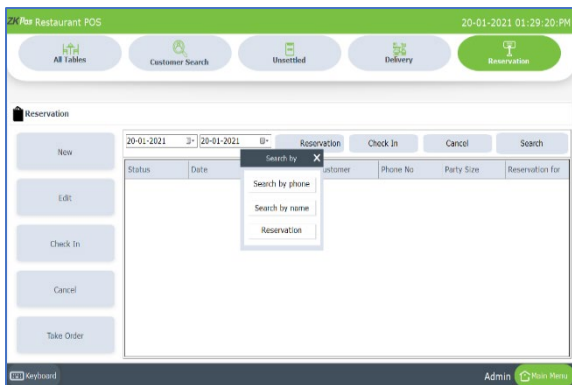 ZKPos Restaurant POS
20-01-2021 01:29:20:PM
All Tables
Customer Search
Unsettled
Delivery
Reservation
Reservation
New
Edit
Check In
Cancel
Take Order
20-01-2021
20-01-2021
Reservation
Check In
Cancel
Search
Status
Date
ustomer
Phone No
Party Size
Reservation for
Search by X
Search by phone
Search by name
Reservation
Keyboard
Admin
Main Menu